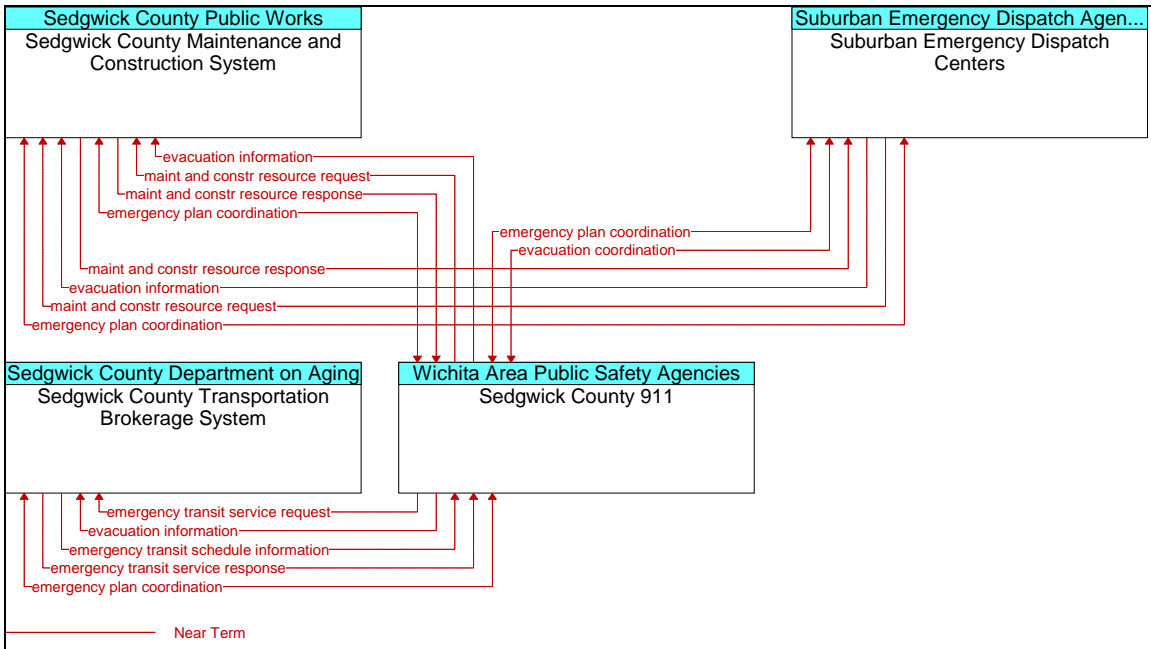 Sedgwick County Public Works
Sedgwick County Maintenance and
Construction System
Suburban Emergency Dispatch Agen...
Suburban Emergency Dispatch
Centers
evacuation information
maint and constr resource request
maint and constr resource response
emergency plan coordination
emergency plan coordination
evacuation coordination
maint and constr resource response
evacuation information
maint and constr resource request
emergency plan coordination
Sedgwick County Department on Aging
Sedgwick County Transportation
Brokerage System
Wichita Area Public Safety Agencies
Sedgwick County 911
emergency transit service request
evacuation information
emergency transit schedule information
emergency transit service response
emergency plan coordination
Near Term